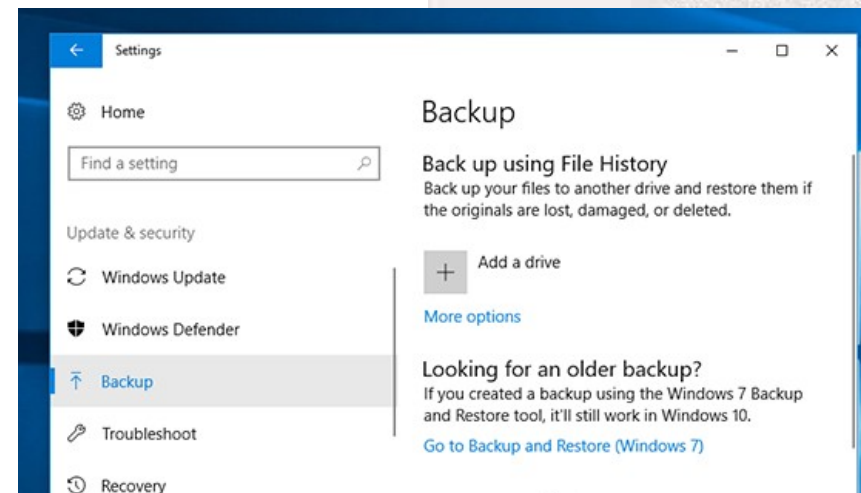 Settings
Home
Find a setting
Update & security
Windows Update
Windows Defender
Backup
Troubleshoot
Recovery
Backup
Back up using File History
Back up your files to another drive and restore them if
the originals are lost, damaged, or deleted.
Add a drive
More options
Looking for an older backup?
If you created a backup using the Windows 7 Backup
and Restore tool, it'll still work in Windows 10.
Go to Backup and Restore (Windows 7)